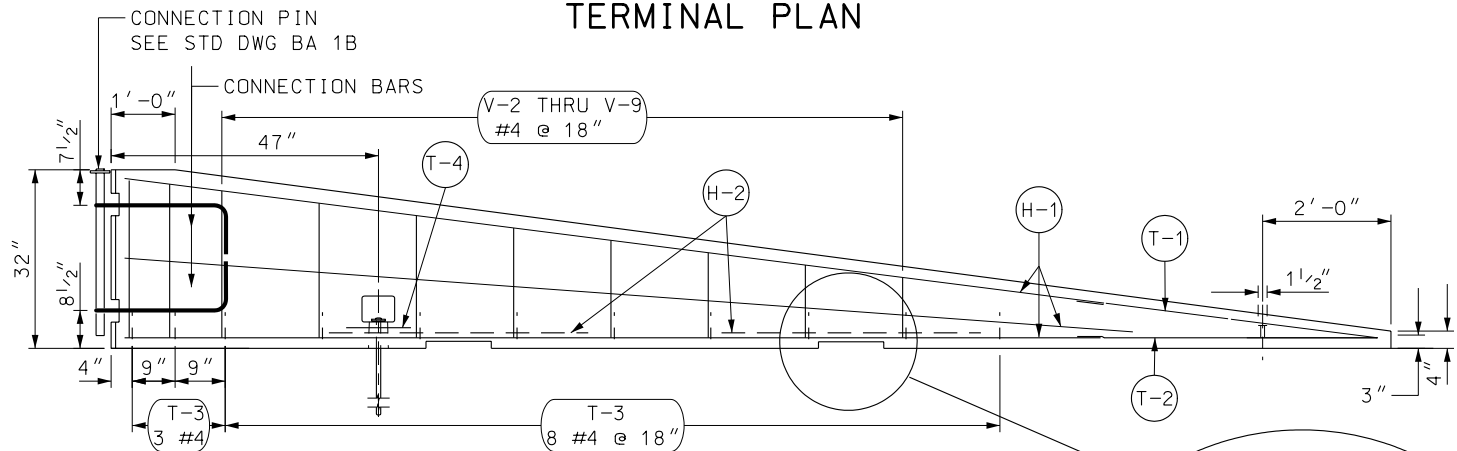 TERMINAL PLAN
CONNECTION PIN
SEE STD DWG BA 1B
CONNECTION BARS
1'-0"
V-2 THRU V-9
#4 @ 18"
7 1/2"
47"
T-4
H-2
H-1
T-1
2'-0"
1 1/2"
32"
8 1/2"
4"
9"
9"
T-2
3"
4"
T-3
3 #4
T-3
8 #4 @ 18"